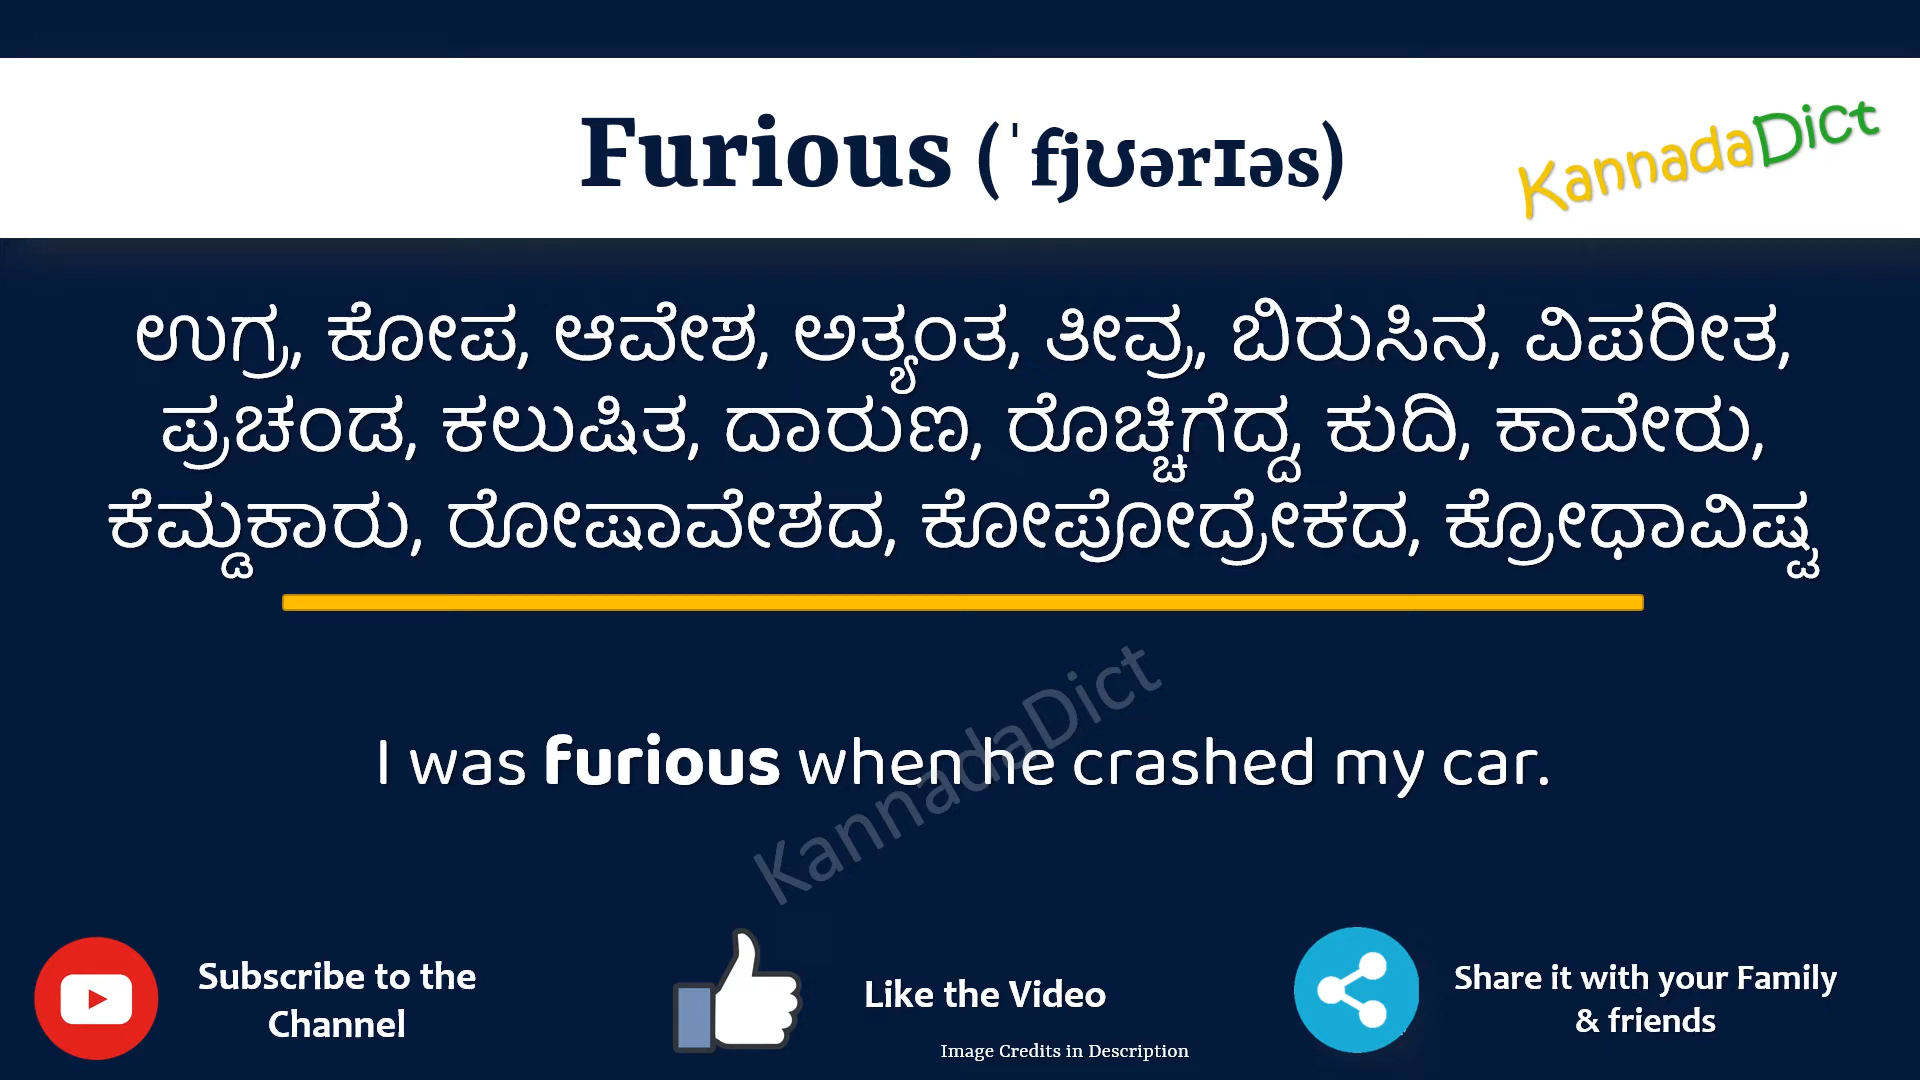 Furious (ˈfjʊərɪəs)
KannadaDict
ಉಗ್ರ, ಕೋಪ, ಆವೇಶ, ಅತ್ಯಂತ, ತೀವ್ರ, ಬಿರುಸಿನ, ವಿಪರೀತ,
ಪ್ರಚಂಡ, ಕಲುಷಿತ, ದಾರುಣ, ರೊಚ್ಚಿಗೆದ್ದ, ಕುದಿ, ಕಾವೇರು,
ಕೆಮ್ಡಕಾರು, ರೋಷಾವೇಶದ, ಕೋಪೋದ್ರೇಕದ, ಕ್ರೋಧಾವಿಷ್ಟ
I was furious when he crashed my car.
KannadaDict
Subscribe to the
Channel
Like the Video
Share it with your Family
& friends
Image Credits in Description